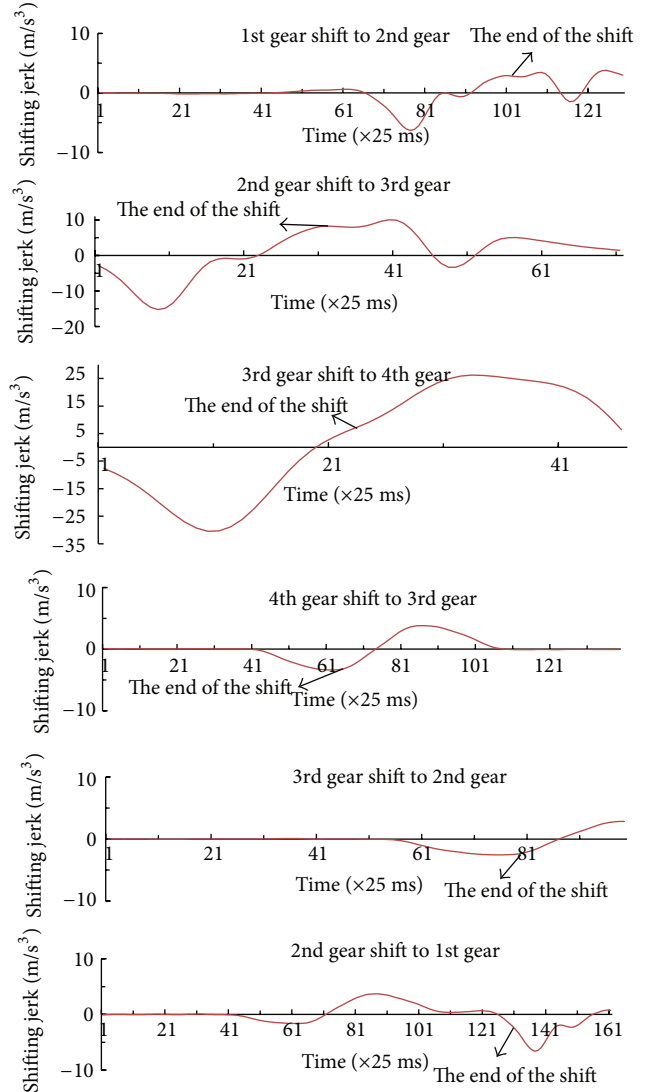 1st gear shift to 2nd gear
The end of the shift
Shifting jerk (m/s³)
10
0
−10
1 21 41 61 81 101 121
Time (×25 ms)
2nd gear shift to 3rd gear
The end of the shift
Shifting jerk (m/s³)
10
0
−10
−20
1 21 41 61
Time (×25 ms)
3rd gear shift to 4th gear
The end of the shift
Shifting jerk (m/s³)
25
15
5
−5
−15
−25
−35
1 21 41
Time (×25 ms)
4th gear shift to 3rd gear
Shifting jerk (m/s³)
10
0
−10
1 21 41 61 81 101 121
The end of the shift
Time (×25 ms)
3rd gear shift to 2nd gear
Shifting jerk (m/s³)
10
0
−10
1 21 41 61 81
Time (×25 ms)
The end of the shift
2nd gear shift to 1st gear
Shifting jerk (m/s³)
10
0
−10
1 21 41 61 81 101 121 141 161
Time (×25 ms)
The end of the shift